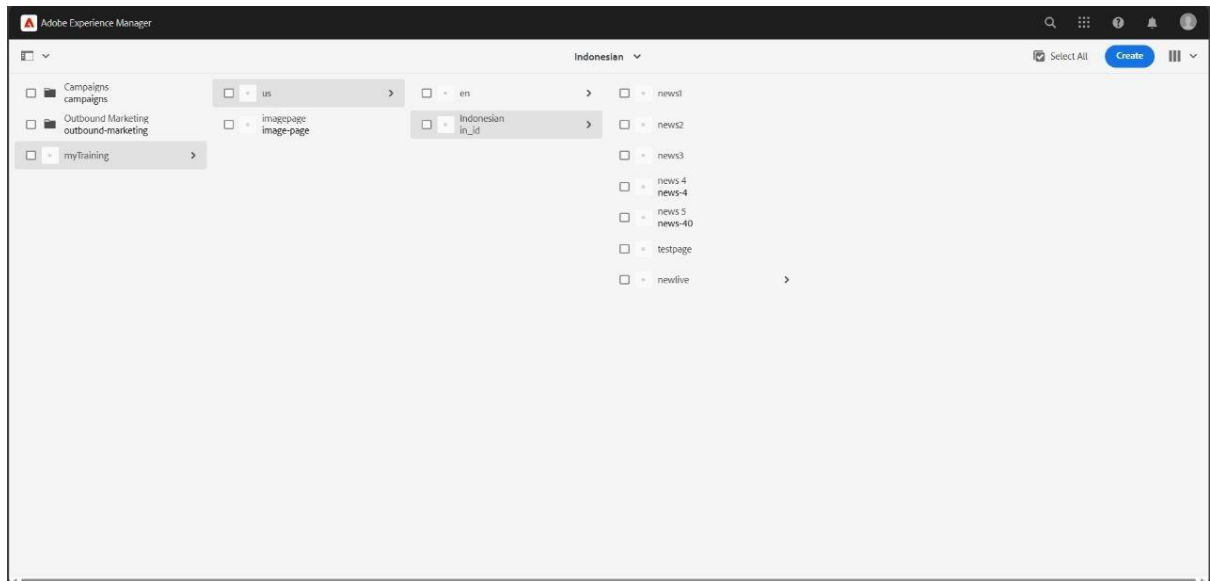 Adobe Experience Manager
Indonesian
Select All
Create
Campaigns
campaigns
Outbound Marketing
outbound-marketing
myTraining
us
imagepage
image-page
en
Indonesian
in_id
news1
news2
news3
news 4
news-4
news 5
news-40
testpage
newlive